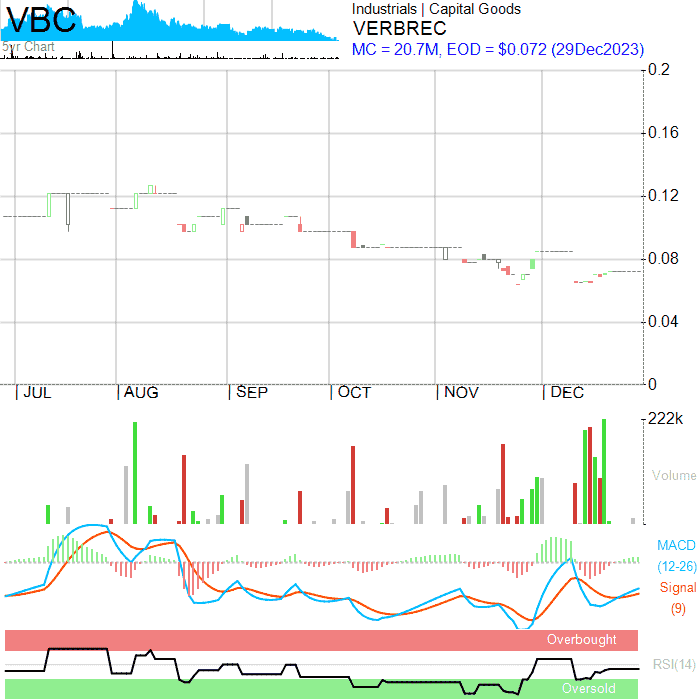 VBC
5yr Chart
Industrials | Capital Goods
VERBREC
MC = 20.7M, EOD = $0.072 (29Dec2023)
0.2
0.16
0.12
0.08
0.04
0
JUL AUG SEP OCT NOV DEC
222k
Volume
MACD
(12-26)
Signal
(9)
Overbought
RSI(14)
Oversold